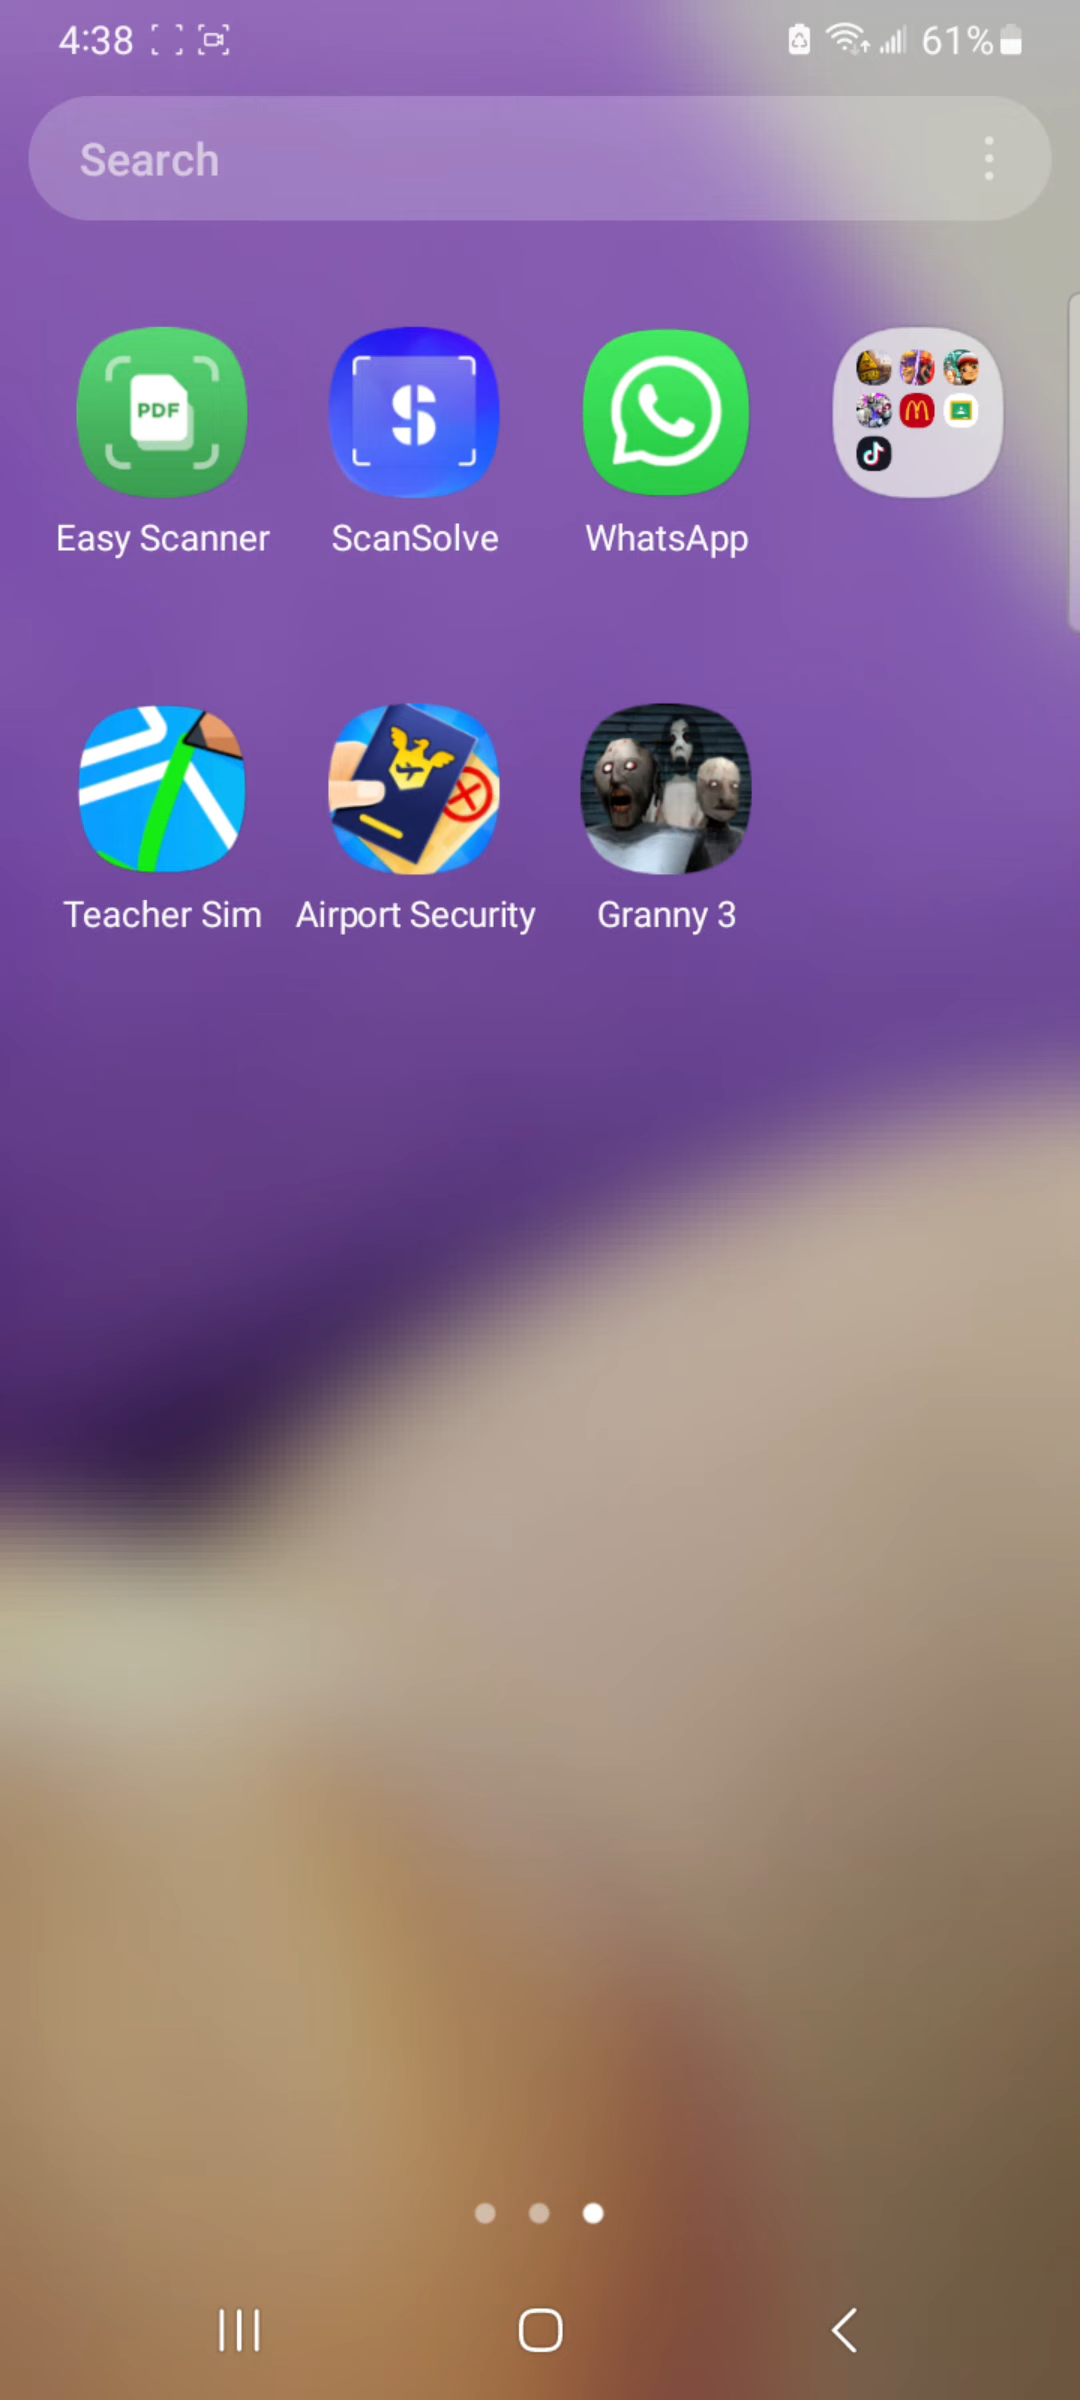 4:38 61%
Search
PDF
Easy Scanner ScanSolve WhatsApp
Teacher Sim Airport Security Granny 3